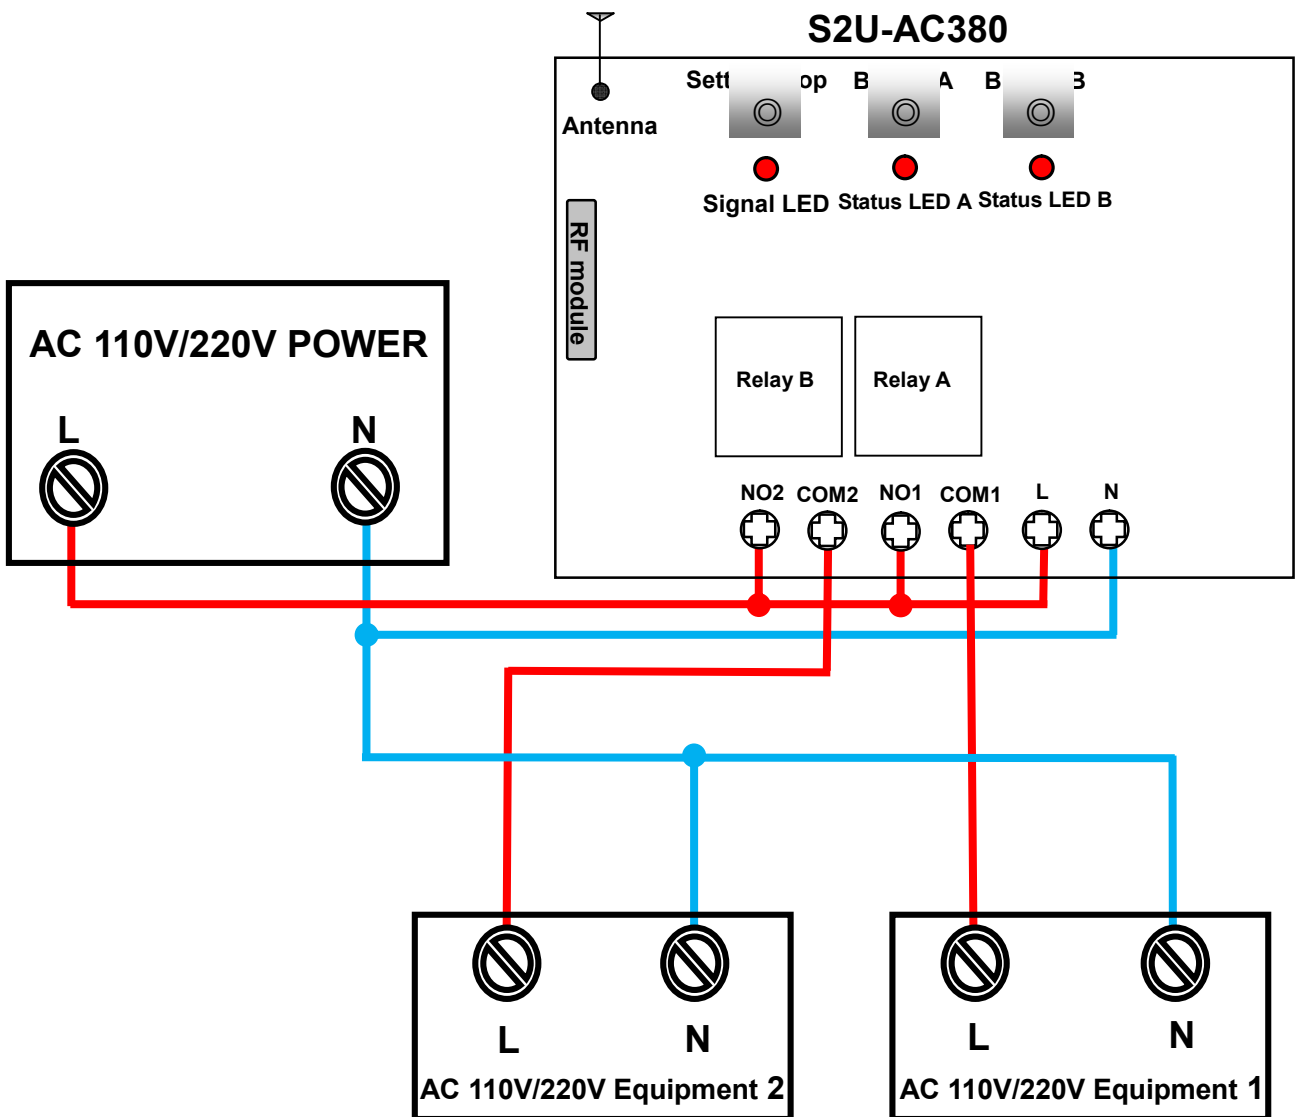 S2U-AC380
Antenna
Signal LED
Status LED A
Status LED B
RF module
AC 110V/220V POWER
L
N
Relay B
Relay A
NO2
COM2
NO1
COM1
L
N
L
N
AC 110V/220V Equipment 2
L
N
AC 110V/220V Equipment 1